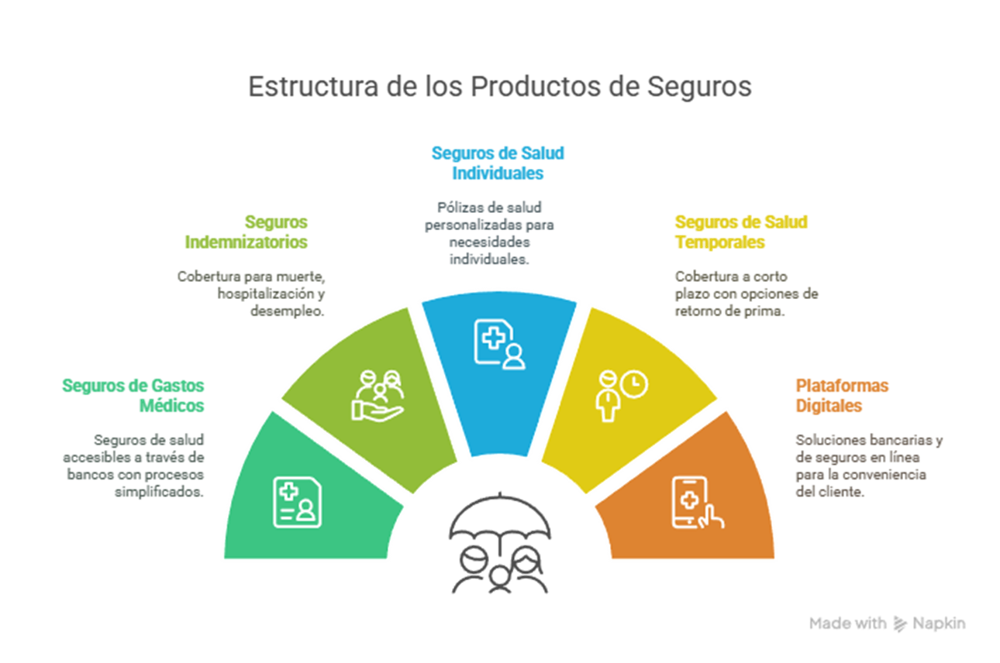 Estructura de los Productos de Seguros
Seguros de Salud
Individuales
Pólizas de salud
personalizadas para
necesidades
individuales.
Seguros
Indemnizatorios
Cobertura para muerte,
hospitalización y
desempleo.
Seguros de Salud
Temporales
Cobertura a corto
plazo con opciones de
retorno de prima.
Seguros de Gastos
Médicos
Seguros de salud
accesibles a través de
bancos con procesos
simplificados.
Plataformas
Digitales
Soluciones bancarias y
de seguros en línea
para la conveniencia
del cliente.
Made with Napkin